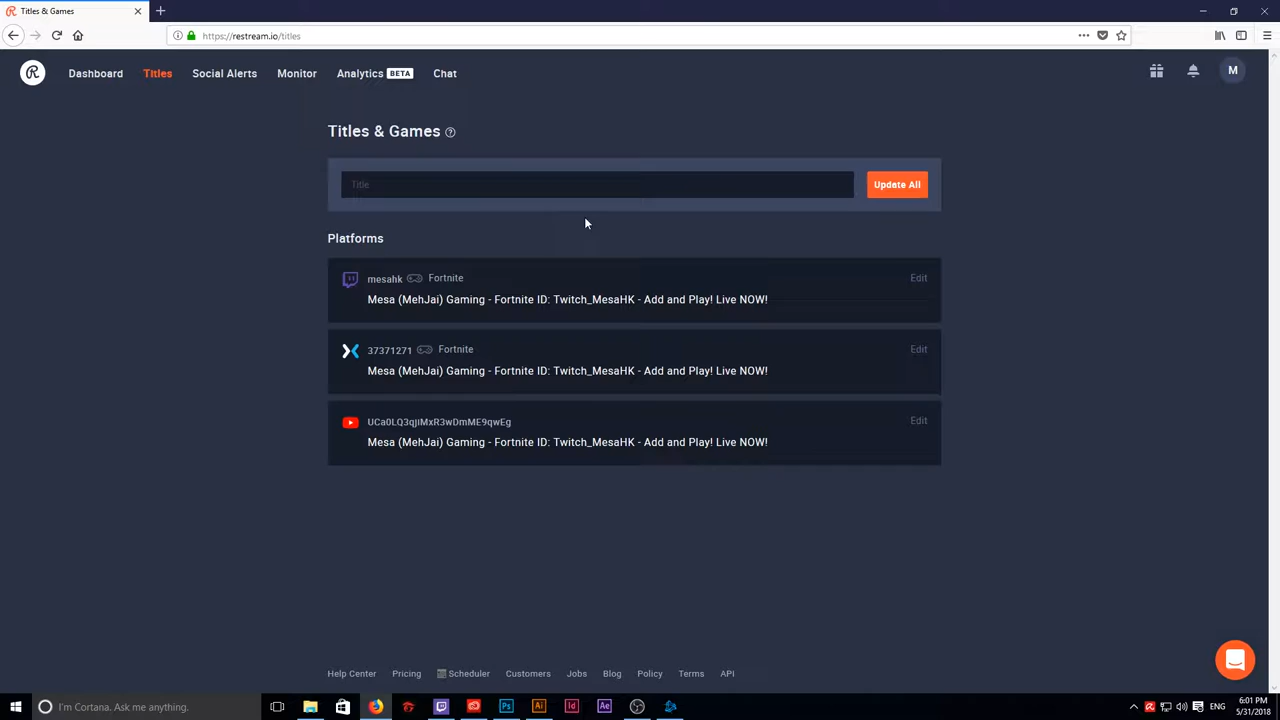 Titles & Games
https://restream.io/titles
Dashboard Titles Social Alerts Monitor Analytics BETA Chat M
Titles & Games
Title Update All
Platforms
mesahk Fortnite Edit
Mesa (MehJai) Gaming - Fortnite ID: Twitch_MesaHK - Add and Play! Live NOW!
37371271 Fortnite Edit
Mesa (MehJai) Gaming - Fortnite ID: Twitch_MesaHK - Add and Play! Live NOW!
UCa0LQ3qjiMxR3wDmME9qwEg Edit
Mesa (MehJai) Gaming - Fortnite ID: Twitch_MesaHK - Add and Play! Live NOW!
Help Center Pricing Scheduler Customers Jobs Blog Policy Terms API
I'm Cortana. Ask me anything. Ps Ai Id Ae ENG 6:01 PM
5/31/2018